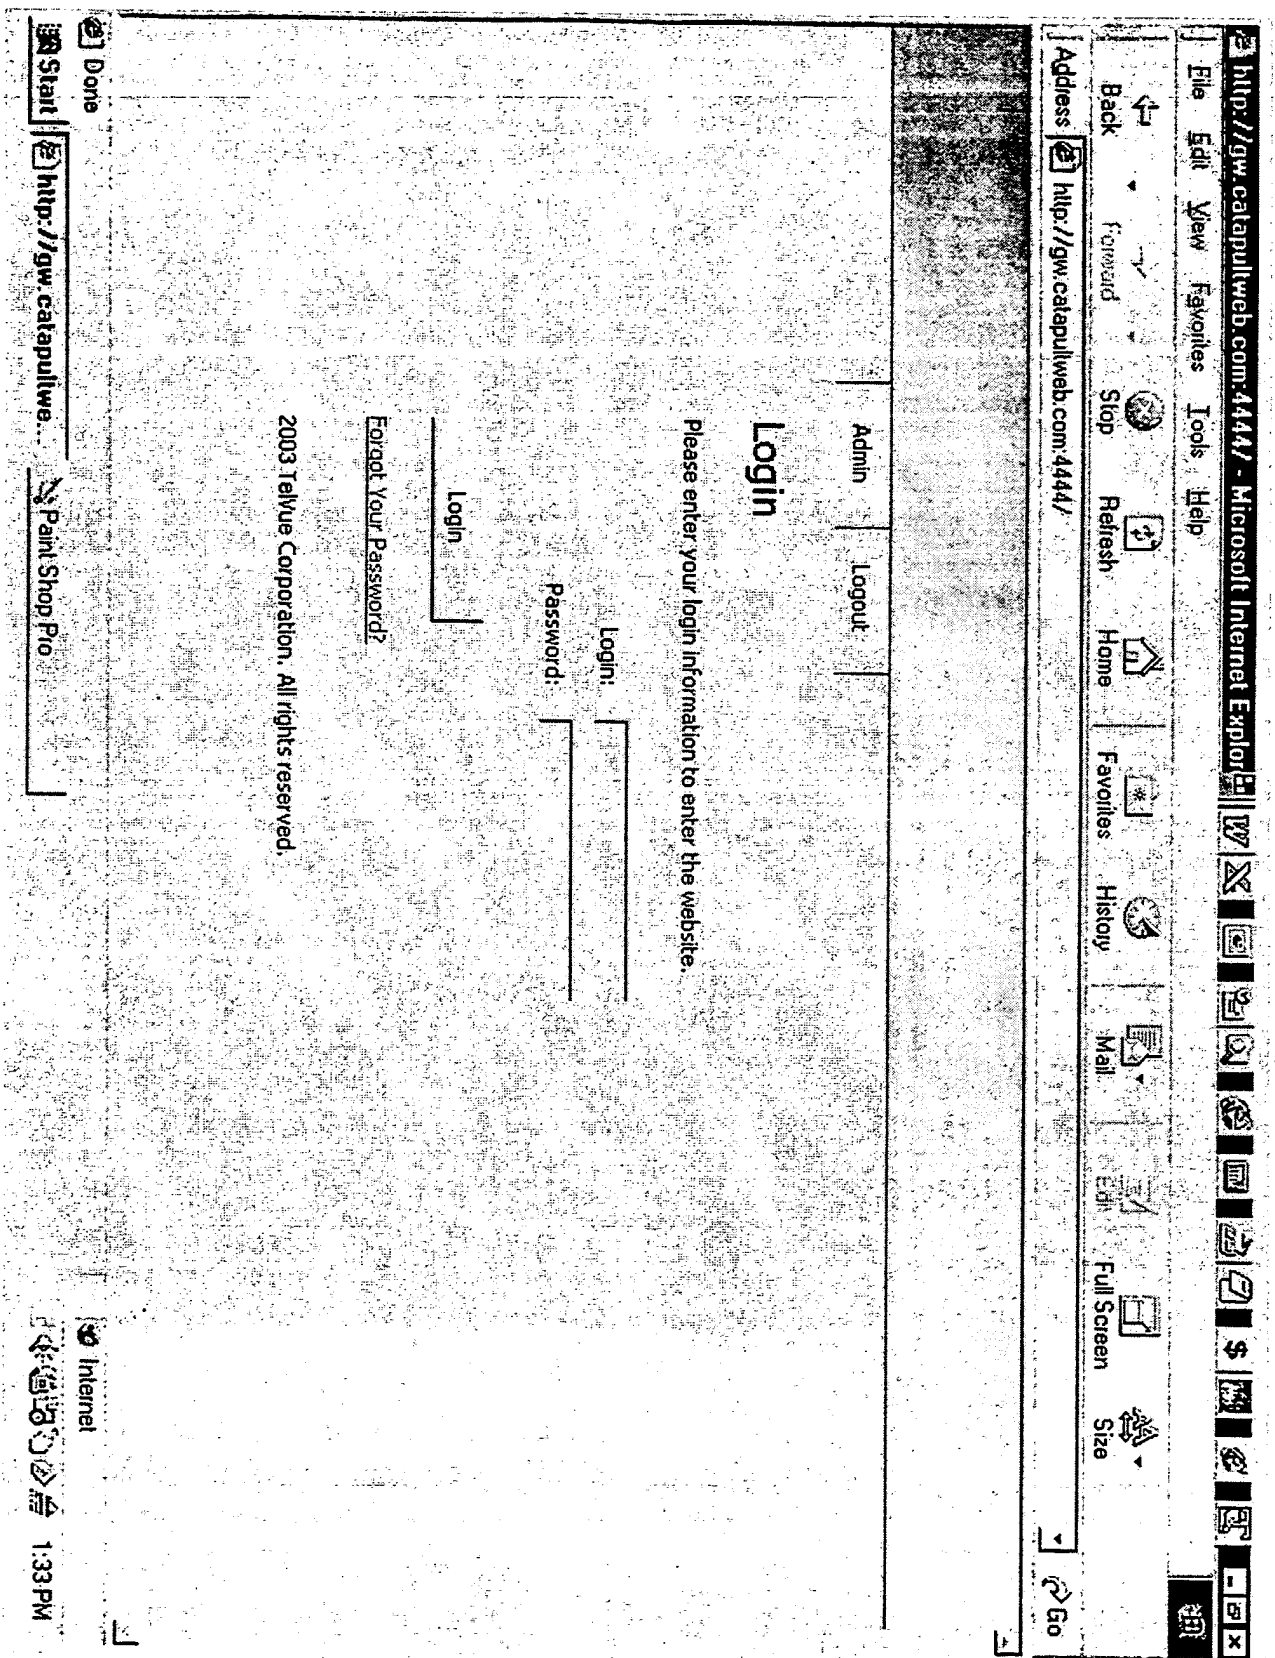 http://gw.catapultweb.com:4444/ - Microsoft Internet Explor
File Edit View Favorites Tools Help
Back Forward Stop Refresh Home Favorites History Mail Edit Full Screen Size
Address http://gw.catapultweb.com:4444/ Go
Admin Logout
Login
Please enter your login information to enter the website.
Login:
Password:
Login
Forgot Your Password?
2003 TelVue Corporation. All rights reserved.
Done Internet
Start http://gw.catapultwe... Paint Shop Pro 1:33 PM